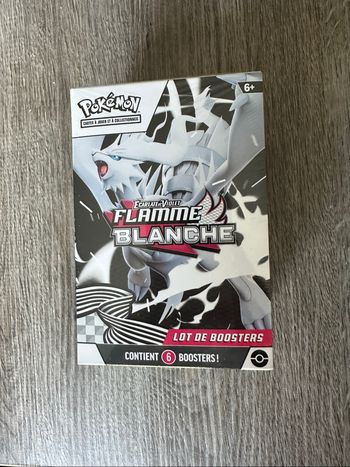 6+
POKÉMON
CARTES À JOUER ET À COLLECTIONNER
ÉCARLATE ET VIOLET
FLAMME
BLANCHE
LOT DE BOOSTERS
CONTIENT 6 BOOSTERS !